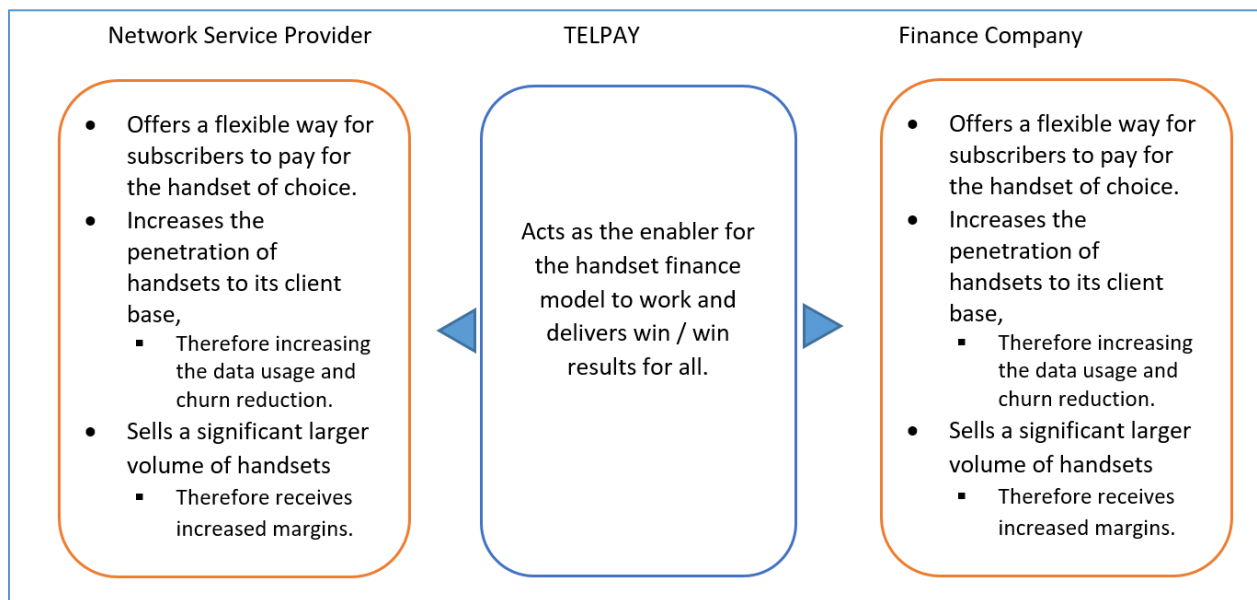 Network Service Provider
TELPAY
Finance Company
• Offers a flexible way for
subscribers to pay for
the handset of choice.
• Increases the
penetration of
handsets to its client
base,
▪ Therefore increasing
the data usage and
churn reduction.
• Sells a significant larger
volume of handsets
▪ Therefore receives
increased margins.
Acts as the enabler for
the handset finance
model to work and
delivers win / win
results for all.
• Offers a flexible way for
subscribers to pay for
the handset of choice.
• Increases the
penetration of
handsets to its client
base,
▪ Therefore increasing
the data usage and
churn reduction.
• Sells a significant larger
volume of handsets
▪ Therefore receives
increased margins.